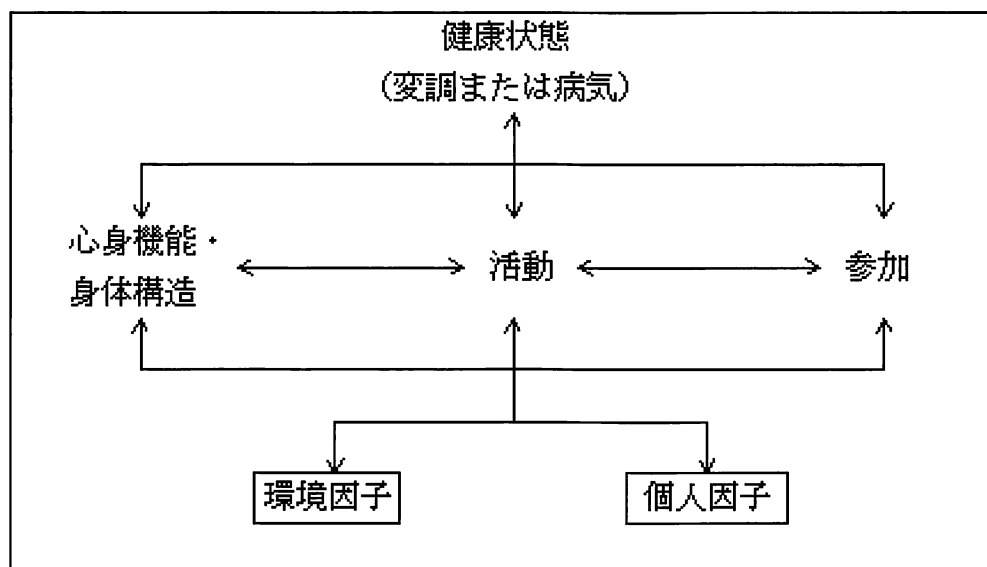 健康状態
(変調または病気)
心身機能・
身体構造
活動
参加
環境因子
個人因子